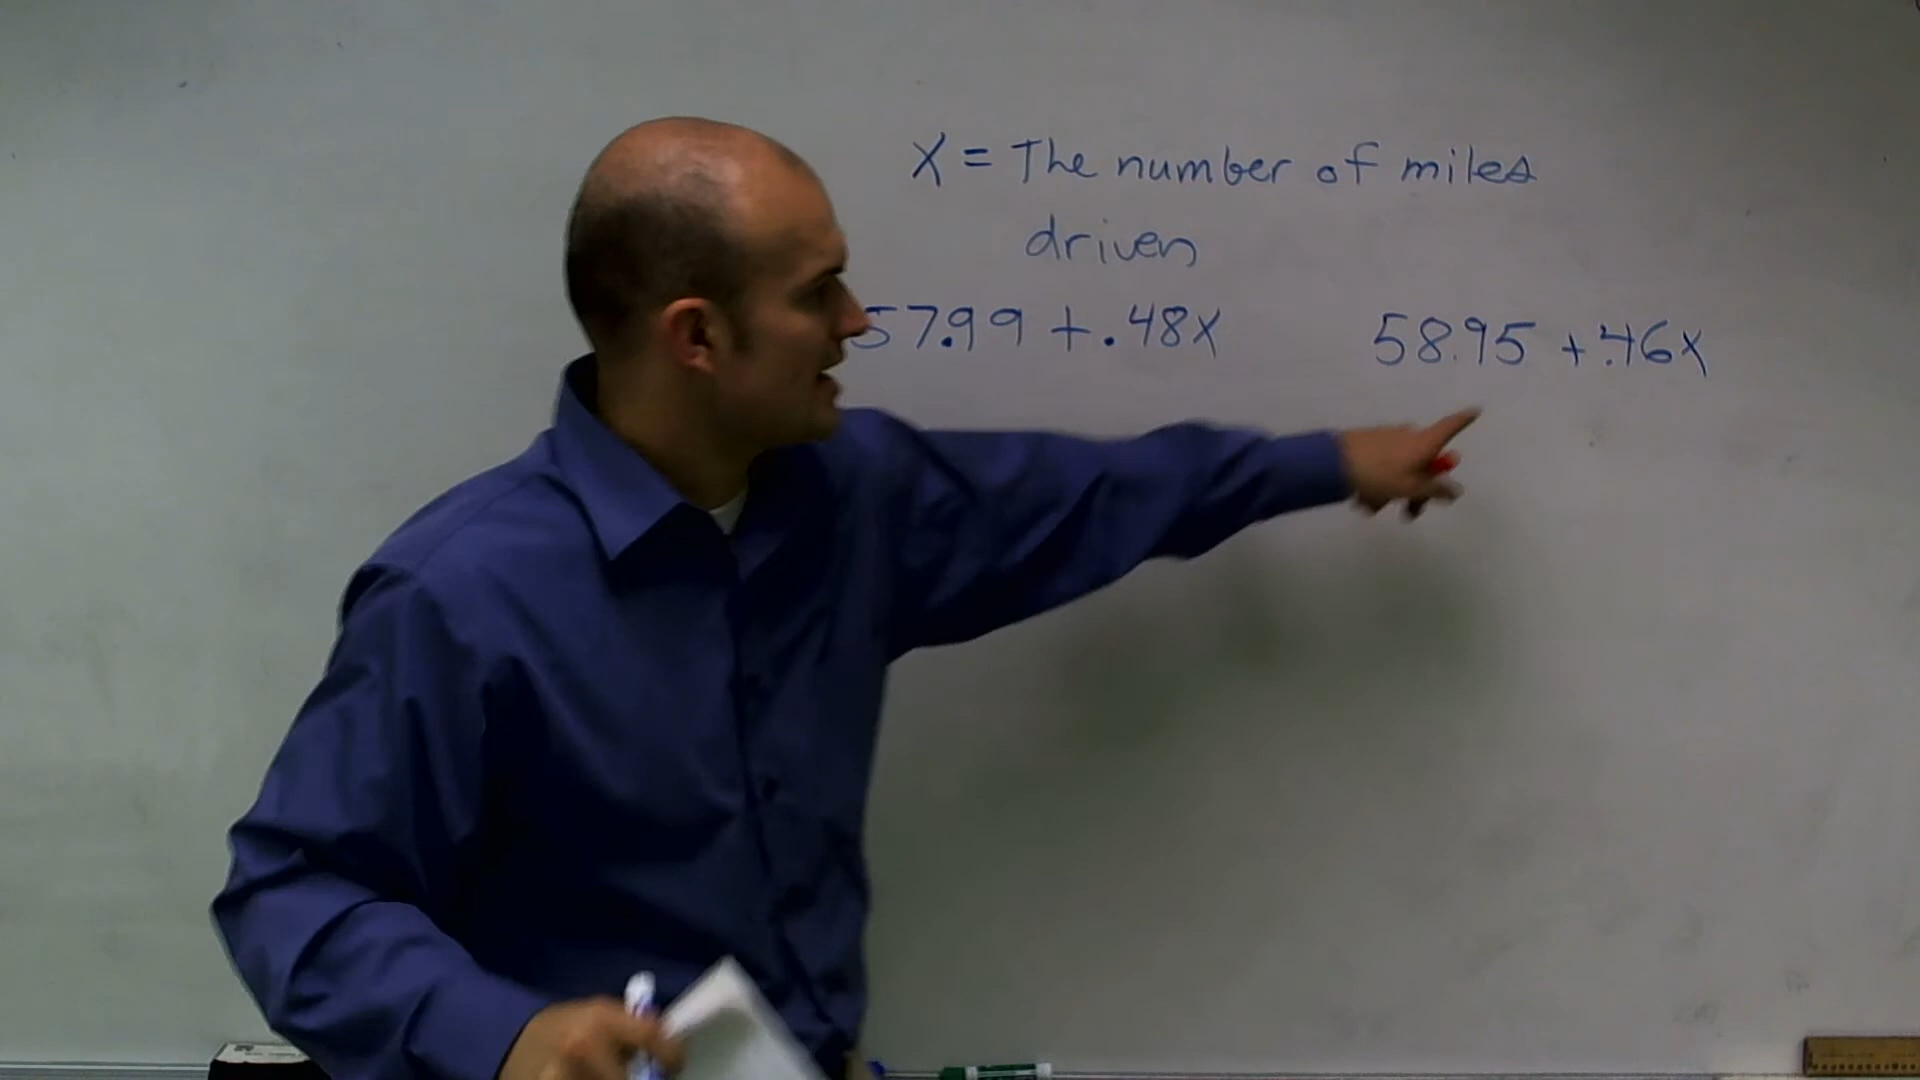 X = The number of miles
driven
57.99 + .48x 58.95 + .46x